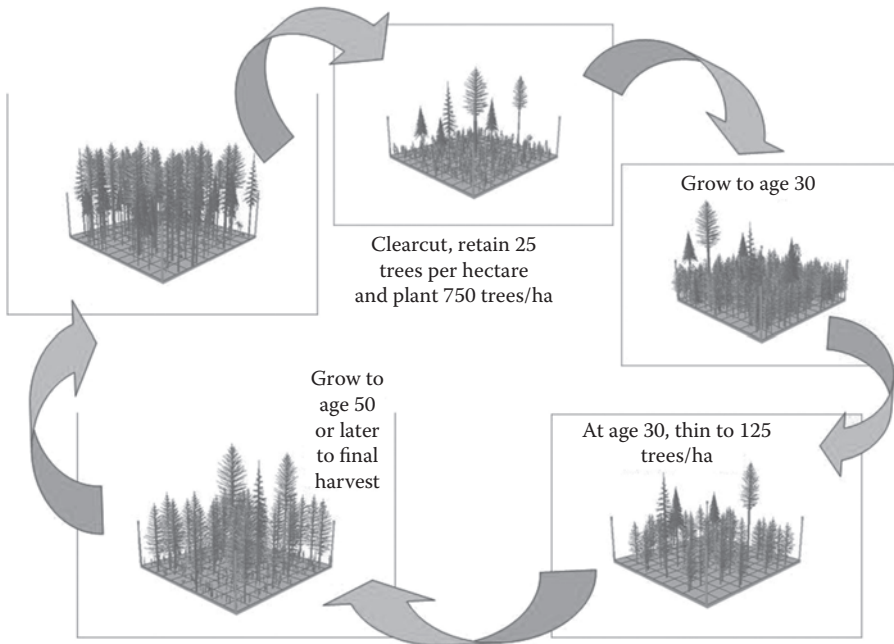 Clearcut, retain 25
trees per hectare
and plant 750 trees/ha
Grow to age 30
At age 30, thin to 125
trees/ha
Grow to
age 50
or later
to final
harvest